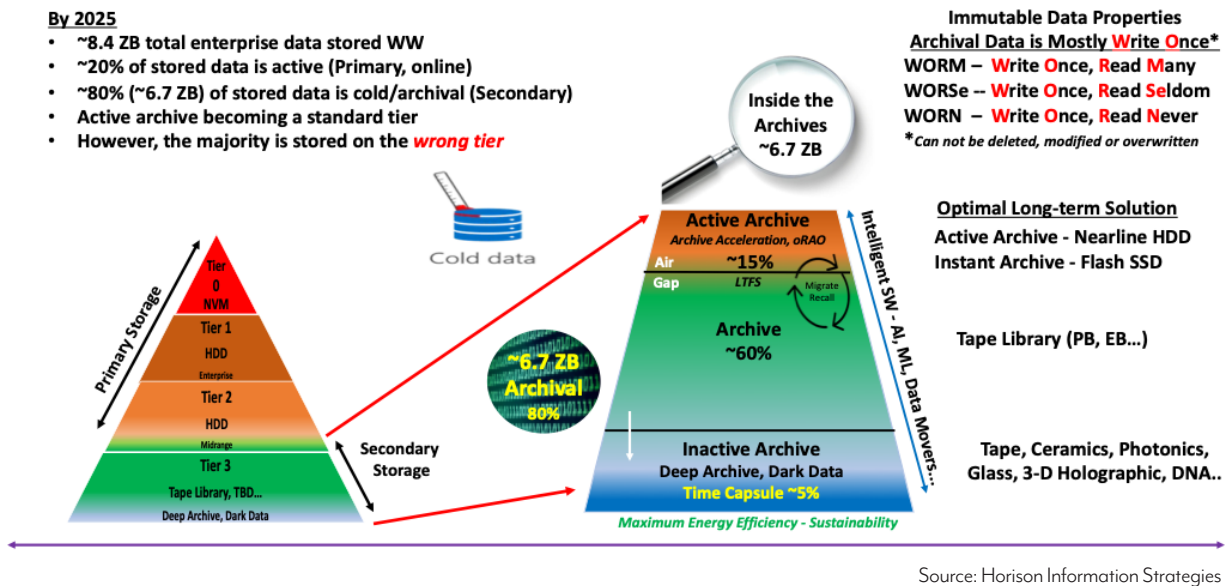 By 2025
• ~8.4 ZB total enterprise data stored WW
• ~20% of stored data is active (Primary, online)
• ~80% (~6.7 ZB) of stored data is cold/archival (Secondary)
• Active archive becoming a standard tier
• However, the majority is stored on the wrong tier
Inside the
Archives
~6.7 ZB
Immutable Data Properties
Archival Data is Mostly Write Once*
WORM – Write Once, Read Many
WORSe -- Write Once, Read Seldom
WORN – Write Once, Read Never
*Can not be deleted, modified or overwritten
Cold data
Primary Storage
Tier
0
NVM
Tier 1
HDD
Enterprise
Tier 2
HDD
Midrange
Tier 3
Tape Library, TBD...
Deep Archive, Dark Data
Secondary
Storage
~6.7 ZB
Archival
80%
Active Archive
Archive Acceleration, oRAO
~15%
Air
Gap
LTFS
Migrate
Recall
Archive
~60%
Inactive Archive
Deep Archive, Dark Data
Time Capsule ~5%
Maximum Energy Efficiency - Sustainability
Intelligent SW - AI, ML, Data Movers...
Optimal Long-term Solution
Active Archive - Nearline HDD
Instant Archive - Flash SSD
Tape Library (PB, EB...)
Tape, Ceramics, Photonics,
Glass, 3-D Holographic, DNA..
Source: Horison Information Strategies